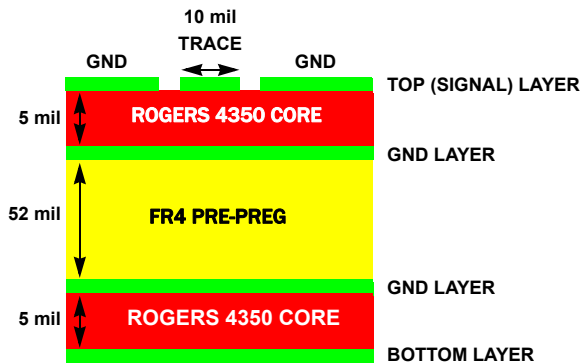 10 mil
TRACE
GND
GND
TOP (SIGNAL) LAYER
5 mil
ROGERS 4350 CORE
GND LAYER
52 mil
FR4 PRE-PREG
GND LAYER
5 mil
ROGERS 4350 CORE
BOTTOM LAYER